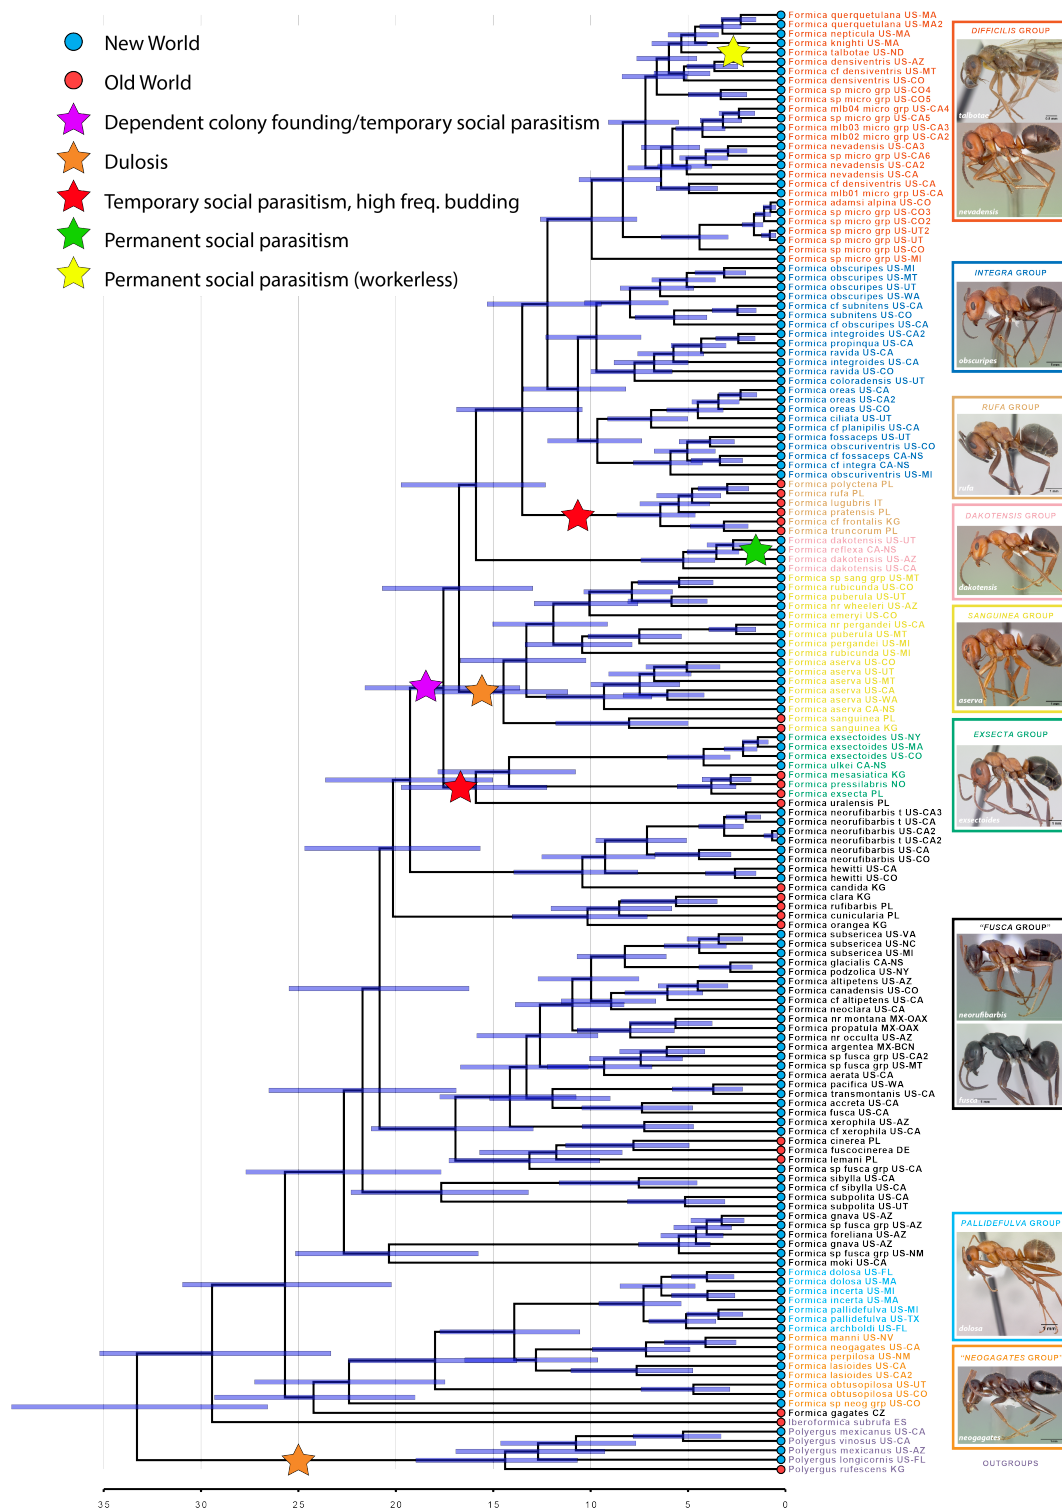 New World
Old World
Dependent colony founding/temporary social parasitism
Dulosis
Temporary social parasitism, high freq. budding
Permanent social parasitism
Permanent social parasitism (workerless)
Formica querquetulana US-MA
Formica querquetulana US-MA2
Formica nepticula US-MA
Formica knighti US-MA
Formica talbotae US-ND
Formica densiventris US-AZ
Formica cf densiventris US-MT
Formica densiventris US-CO
Formica sp micro grp US-CO4
Formica sp micro grp US-CO5
Formica mlb04 micro grp US-CA4
Formica sp micro grp US-CA5
Formica mlb03 micro grp US-CA3
Formica mlb02 micro grp US-CA2
Formica nevadensis US-CA3
Formica sp micro grp US-CA6
Formica nevadensis US-CA2
Formica nevadensis US-CA
Formica cf densiventris US-CA
Formica mlb01 micro grp US-CA
Formica adamsi alpina US-CO
Formica sp micro grp US-CO3
Formica sp micro grp US-CO2
Formica sp micro grp US-UT2
Formica sp micro grp US-UT
Formica sp micro grp US-CO
Formica sp micro grp US-MI
Formica obscuripes US-MI
Formica obscuripes US-MT
Formica obscuripes US-UT
Formica obscuripes US-WA
Formica cf subnitens US-CA
Formica subnitens US-CO
Formica cf obscuripes US-CA
Formica integroides US-CA2
Formica propinqua US-CA
Formica ravida US-CA
Formica integroides US-CA
Formica ravida US-CO
Formica coloradensis US-UT
Formica oreas US-CA
Formica oreas US-CA2
Formica oreas US-CO
Formica ciliata US-UT
Formica cf planipilis US-CA
Formica fossaceps US-UT
Formica obscuriventris US-CO
Formica cf fossaceps CA-NS
Formica cf integra CA-NS
Formica obscuriventris US-MI
Formica polyctena PL
Formica rufa PL
Formica lugubris IT
Formica pratensis PL
Formica cf frontalis KG
Formica truncorum PL
Formica dakotensis US-UT
Formica reflexa CA-NS
Formica dakotensis US-AZ
Formica dakotensis US-CA
Formica sp sang grp US-MT
Formica rubicunda US-CO
Formica puberula US-UT
Formica nr wheeleri US-AZ
Formica emeryi US-CO
Formica nr pergandei US-CA
Formica puberula US-MT
Formica pergandei US-MI
Formica rubicunda US-MI
Formica aserva US-CO
Formica aserva US-UT
Formica aserva US-MT
Formica aserva US-CA
Formica aserva US-WA
Formica aserva CA-NS
Formica sanguinea PL
Formica sanguinea KG
Formica exsectoides US-NY
Formica exsectoides US-MA
Formica exsectoides US-CO
Formica ulkei CA-NS
Formica mesasiatica KG
Formica pressilabris NO
Formica exsecta PL
Formica uralensis PL
Formica neorufibarbis t US-CA3
Formica neorufibarbis t US-CA
Formica neorufibarbis US-CA2
Formica neorufibarbis t US-CA2
Formica neorufibarbis US-CA
Formica neorufibarbis US-CO
Formica hewitti US-CA
Formica hewitti US-CO
Formica candida KG
Formica clara KG
Formica rufibarbis PL
Formica cunicularia PL
Formica orangea KG
Formica subsericea US-VA
Formica subsericea US-NC
Formica subsericea US-MI
Formica glacialis CA-NS
Formica podzolica US-NY
Formica altipetens US-AZ
Formica canadensis US-CO
Formica cf altipetens US-CA
Formica neoclara US-CA
Formica nr montana MX-OAX
Formica propatula MX-OAX
Formica nr occulta US-AZ
Formica argentea MX-BCN
Formica sp fusca grp US-CA2
Formica sp fusca grp US-MT
Formica aerata US-CA
Formica pacifica US-WA
Formica transmontanis US-CA
Formica accreta US-CA
Formica fusca US-CA
Formica xerophila US-AZ
Formica cf xerophila US-CA
Formica cinerea PL
Formica fuscocinerea DE
Formica lemani PL
Formica sp fusca grp US-CA
Formica sibylla US-CA
Formica cf sibylla US-CA
Formica subpolita US-CA
Formica subpolita US-UT
Formica gnava US-AZ
Formica sp fusca grp US-AZ
Formica foreliana US-AZ
Formica gnava US-AZ
Formica sp fusca grp US-NM
Formica moki US-CA
Formica dolosa US-FL
Formica dolosa US-MA
Formica incerta US-MI
Formica incerta US-MA
Formica pallidefulva US-MI
Formica pallidefulva US-TX
Formica archboldi US-FL
Formica manni US-NV
Formica neogagates US-CA
Formica perpilosa US-NM
Formica lasioides US-CA
Formica lasioides US-CA2
Formica obtusopilosa US-UT
Formica obtusopilosa US-CO
Formica sp neog grp US-CO
Formica gagates CZ
Iberoformica subrufa ES
Polyergus mexicanus US-CA
Polyergus vinosus US-CA
Polyergus mexicanus US-AZ
Polyergus longicornis US-FL
Polyergus rufescens KG
DIFFICILIS GROUP
talbotae
nevadensis
INTEGRA GROUP
obscuripes
RUFA GROUP
rufa
DAKOTENSIS GROUP
dakotensis
SANGUINEA GROUP
aserva
EXSECTA GROUP
exsectoides
"FUSCA GROUP"
neorufibarbis
fusca
PALLIDEFULVA GROUP
dolosa
"NEOGAGATES GROUP"
neogagates
OUTGROUPS
35 30 25 20 15 10 5 0